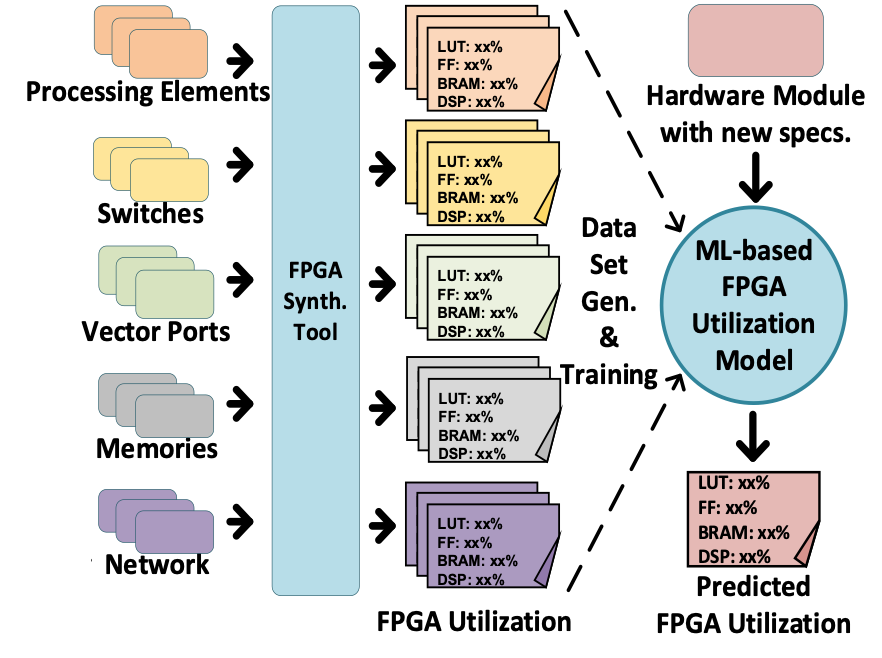 Processing Elements
Switches
Vector Ports
Memories
Network
FPGA
Synth.
Tool
LUT: xx%
FF: xx%
BRAM: xx%
DSP: xx%
LUT: xx%
FF: xx%
BRAM: xx%
DSP: xx%
LUT: xx%
FF: xx%
BRAM: xx%
DSP: xx%
LUT: xx%
FF: xx%
BRAM: xx%
DSP: xx%
LUT: xx%
FF: xx%
BRAM: xx%
DSP: xx%
FPGA Utilization
Data
Set
Gen.
&
Training
Hardware Module
with new specs.
ML-based
FPGA
Utilization
Model
LUT: xx%
FF: xx%
BRAM: xx%
DSP: xx%
Predicted
FPGA Utilization